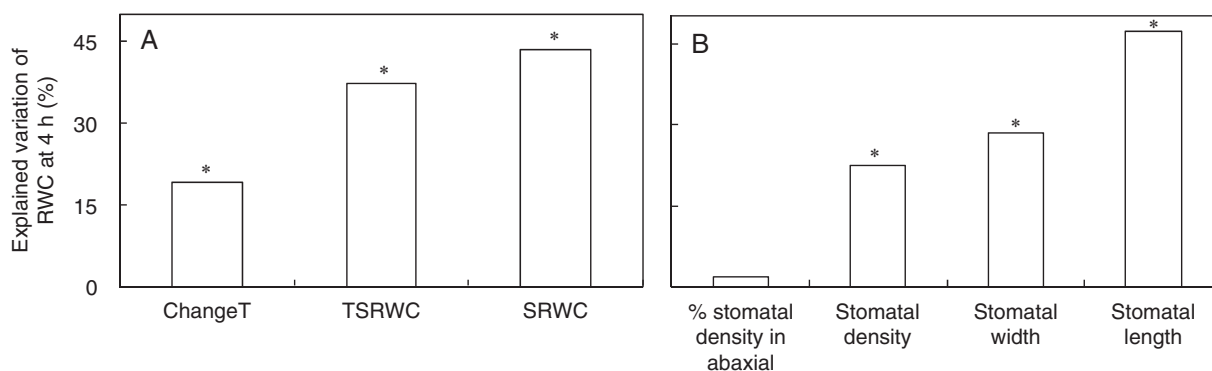 Explained variation of
RWC at 4 h (%)
45
30
15
0
A
*
*
*
ChangeT
TSRWC
SRWC
B
*
*
*
% stomatal
density in
abaxial
Stomatal
density
Stomatal
width
Stomatal
length